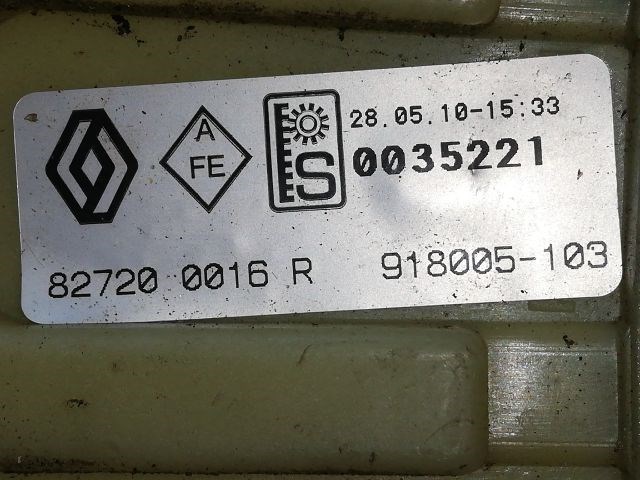 A
FE
S
28.05.10-15:33
0035221
82720 0016 R
918005-103